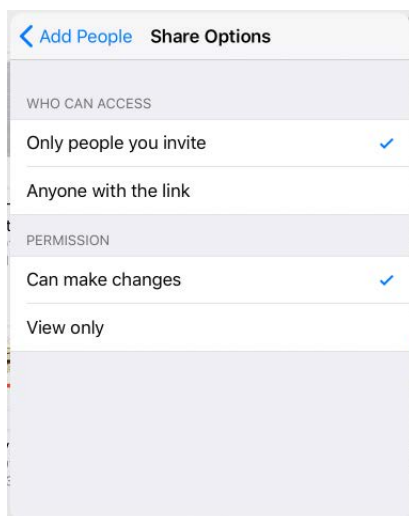 Add People Share Options
WHO CAN ACCESS
Only people you invite
Anyone with the link
PERMISSION
Can make changes
View only